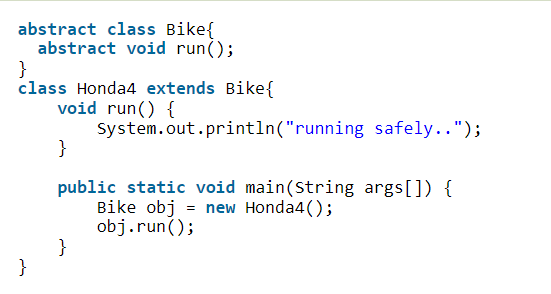 abstract class Bike{
  abstract void run();
}
class Honda4 extends Bike{
    void run() {
        System.out.println("running safely..");
    }

    public static void main(String args[]) {
        Bike obj = new Honda4();
        obj.run();
    }
}